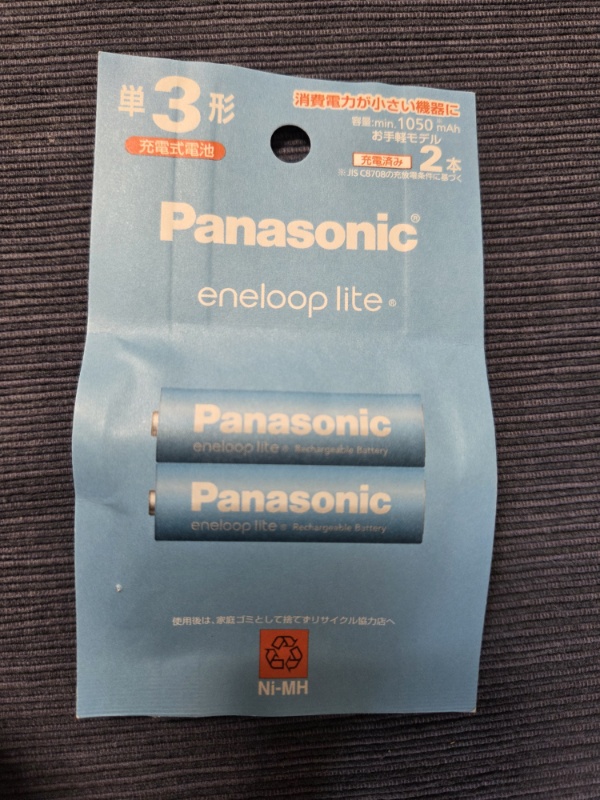 単3形
充電式電池
消費電力が小さい機器に
容量:min. 1050 mAh
お手軽モデル
充電済み 2本
※JIS C8708の充放電条件に基づく
Panasonic®
eneloop lite®
Panasonic
eneloop lite® Rechargeable Battery
Panasonic
eneloop lite® Rechargeable Battery
使用後は、家庭ゴミとして捨てずリサイクル協力店へ
Ni-MH